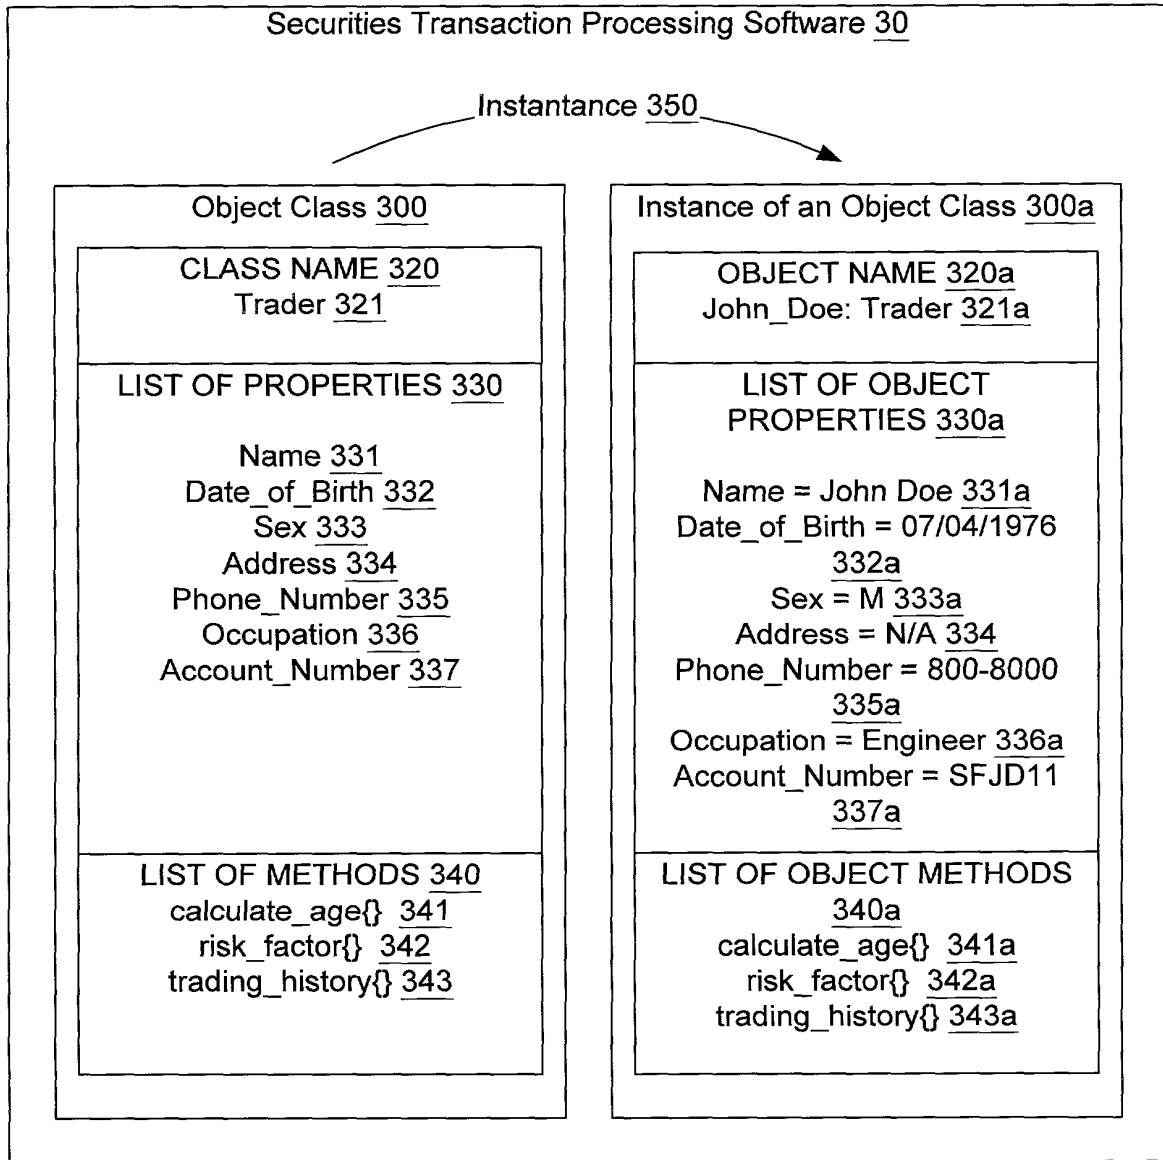 Securities Transaction Processing Software 30
Instantance 350
Object Class 300
CLASS NAME 320
Trader 321
LIST OF PROPERTIES 330
Name 331
Date_of_Birth 332
Sex 333
Address 334
Phone_Number 335
Occupation 336
Account_Number 337
LIST OF METHODS 340
calculate_age{} 341
risk_factor{} 342
trading_history{} 343
Instance of an Object Class 300a
OBJECT NAME 320a
John_Doe: Trader 321a
LIST OF OBJECT
PROPERTIES 330a
Name = John Doe 331a
Date_of_Birth = 07/04/1976
332a
Sex = M 333a
Address = N/A 334
Phone_Number = 800-8000
335a
Occupation = Engineer 336a
Account_Number = SFJD11
337a
LIST OF OBJECT METHODS
340a
calculate_age{} 341a
risk_factor{} 342a
trading_history{} 343a